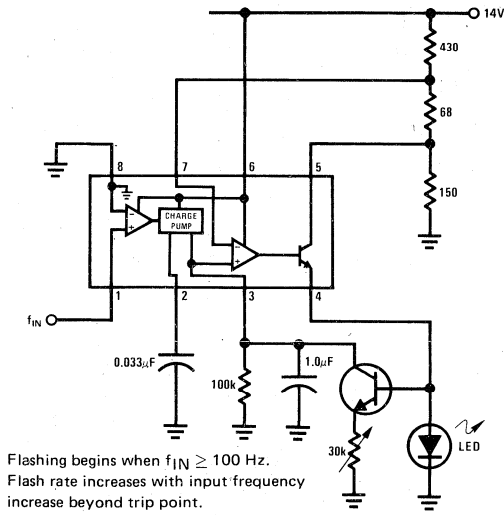 14V
430
68
150
8
7
6
5
CHARGE
PUMP
1
2
3
4
fIN
0.033µF
100k
1.0µF
30k
LED
Flashing begins when fIN ≥ 100 Hz.
Flash rate increases with input frequency
increase beyond trip point.